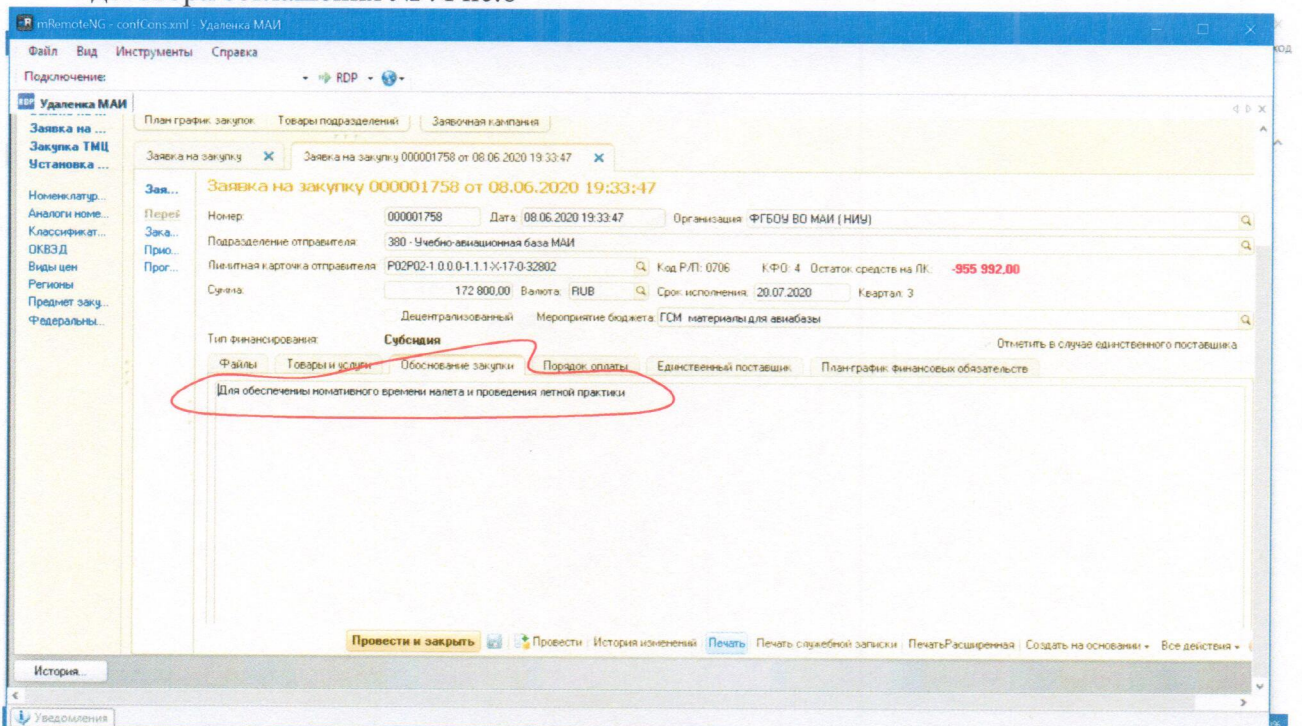 mRemoteNG - confCons.xml - Удаленка МАИ
Файл Вид Инструменты Справка
Подключение: RDP
Удаленка МАИ
План график закупок Товары подразделений Заявочная кампания
Заявка на ...
Закупка ТМЦ
Установка ...
Номенклатур...
Аналоги номе...
Классификат...
ОКВЭД
Виды цен
Регионы
Предмет заку...
Федеральны...
Заявка на закупку Заявка на закупку 000001758 от 08.06.2020 19:33:47
Зая...
Перей
Зака...
Прио...
Прог...
Заявка на закупку 000001758 от 08.06.2020 19:33:47
Номер: 000001758 Дата: 08.06.2020 19:33:47 Организация: ФГБОУ ВО МАИ (НИУ)
Подразделение отправителя: 380 - Учебно-авиационная база МАИ
Лимитная карточка отправителя: P02P02-1.0.0.0-1.1.1-X-17-0-32802 Код Р/П: 0706 КФО: 4 Остаток средств на ЛК: -955 992,00
Сумма: 172 800,00 Валюта: RUB Срок исполнения: 20.07.2020 Квартал: 3
Децентрализованный Мероприятие бюджета: ГСМ материалы для авиабазы
Тип финансирования: Субсидия Отметить в случае единственного поставщика
Файлы Товары и услуги Обоснование закупки Порядок оплаты Единственный поставщик План-график финансовых обязательств
Для обеспечениы номативного времени налета и проведения летной практики
Провести и закрыть Провести История изменений Печать Печать служебной записки ПечатьРасширенная Создать на основании Все действия
История...
Уведомления